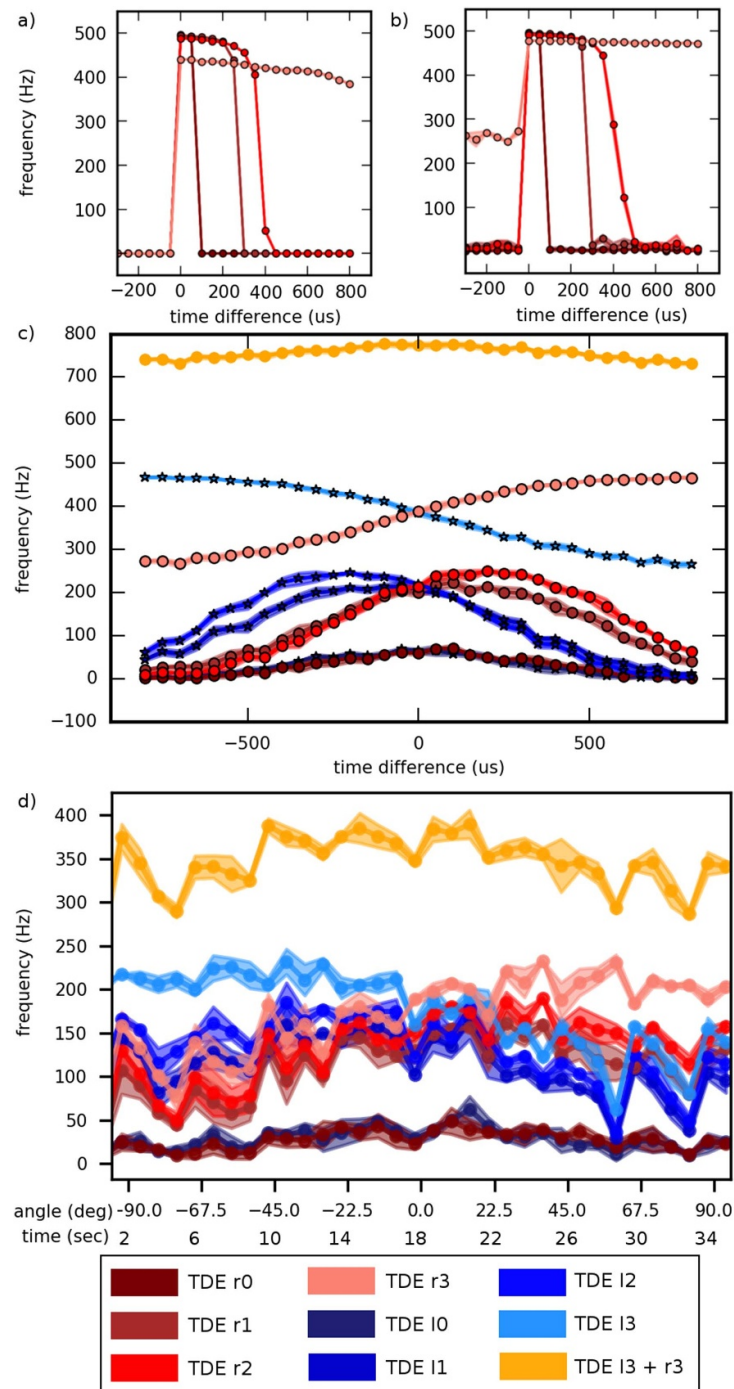 a)
b)
500
400
300
200
100
frequency (Hz)
−200 0 200 400 600 800
time difference (us)
500
400
300
200
100
−200 0 200 400 600 800
time difference (us)
c)
800
700
600
500
400
300
200
100
0
−100
frequency (Hz)
−500 0 500
time difference (us)
d)
400
350
300
250
200
150
100
50
0
frequency (Hz)
angle (deg) −90.0 −67.5 −45.0 −22.5 0.0 22.5 45.0 67.5 90.0
time (sec) 2 6 10 14 18 22 26 30 34
TDE r0 TDE r3 TDE l2
TDE r1 TDE l0 TDE l3
TDE r2 TDE l1 TDE l3 + r3